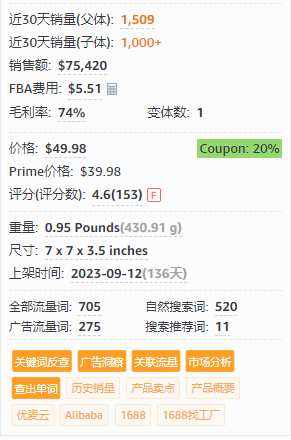 近30天销量(父体): 1,509
近30天销量(子体): 1,000+
销售额: $75,420
FBA费用: $5.51
毛利率: 74% 变体数: 1
价格: $49.98 Coupon: 20%
Prime价格: $39.98
评分(评分数): 4.6(153) F
重量: 0.95 Pounds(430.91 g)
尺寸: 7 x 7 x 3.5 inches
上架时间: 2023-09-12(136天)
全部流量词: 705 自然搜索词: 520
广告流量词: 275 搜索推荐词: 11
关键词反查 广告洞察 关联流量 市场分析
查出单词 历史销量 产品卖点 产品概要
优麦云 Alibaba 1688 1688找工厂